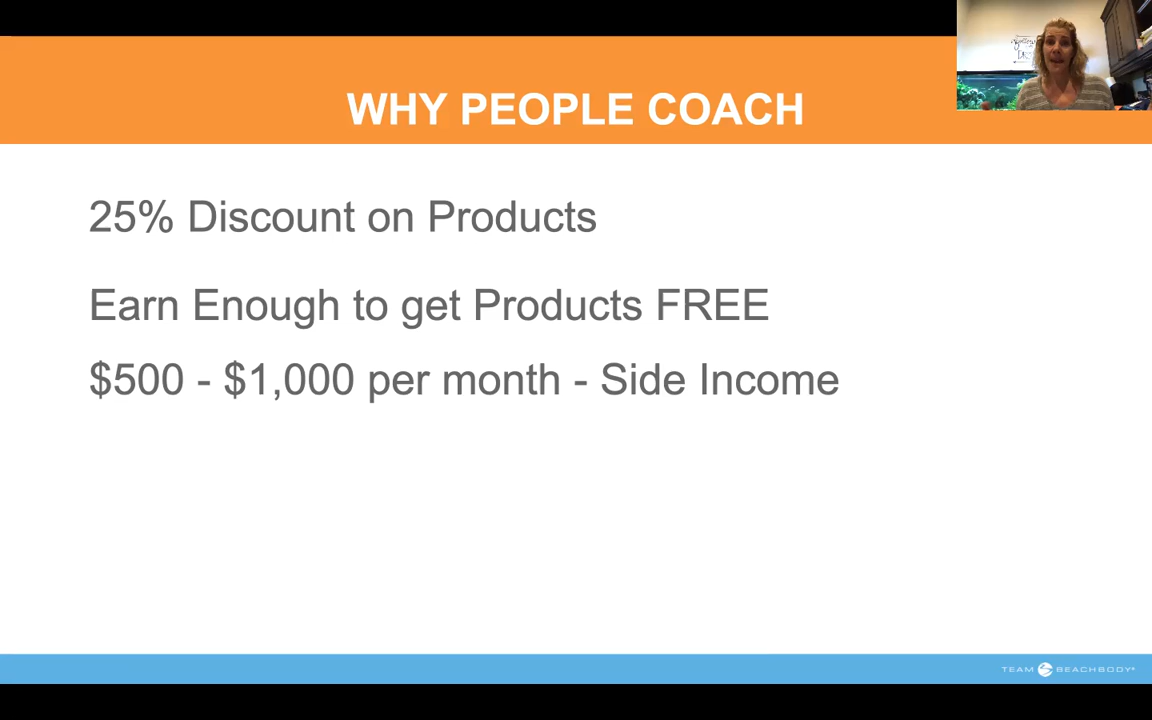 WHY PEOPLE COACH
25% Discount on Products
Earn Enough to get Products FREE
$500 - $1,000 per month - Side Income
TEAM BEACHBODY